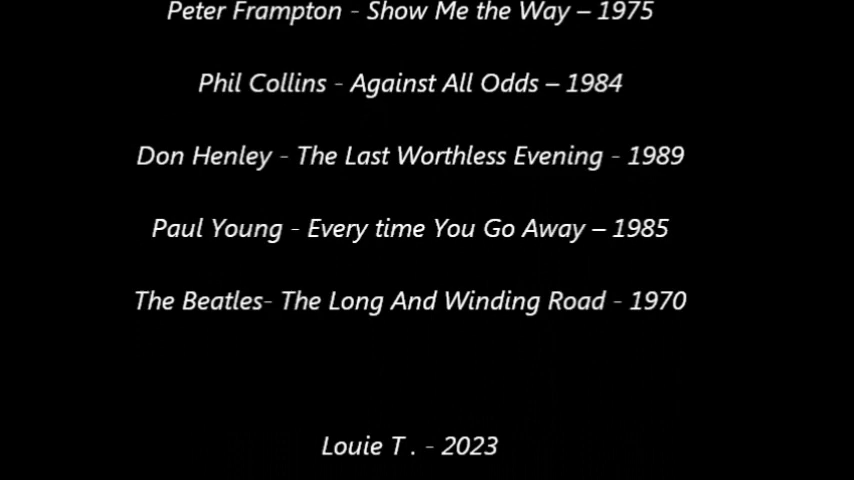 Peter Frampton - Show Me the Way – 1975
Phil Collins - Against All Odds – 1984
Don Henley - The Last Worthless Evening - 1989
Paul Young - Every time You Go Away – 1985
The Beatles- The Long And Winding Road - 1970
Louie T . - 2023